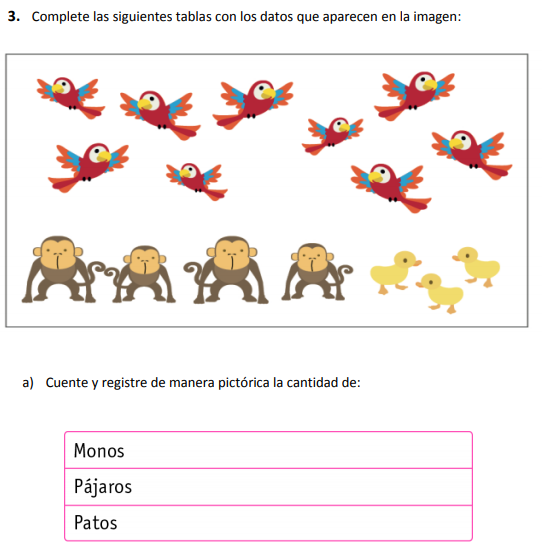 3. Complete las siguientes tablas con los datos que aparecen en la imagen:
a) Cuente y registre de manera pictórica la cantidad de:
Monos
Pájaros
Patos